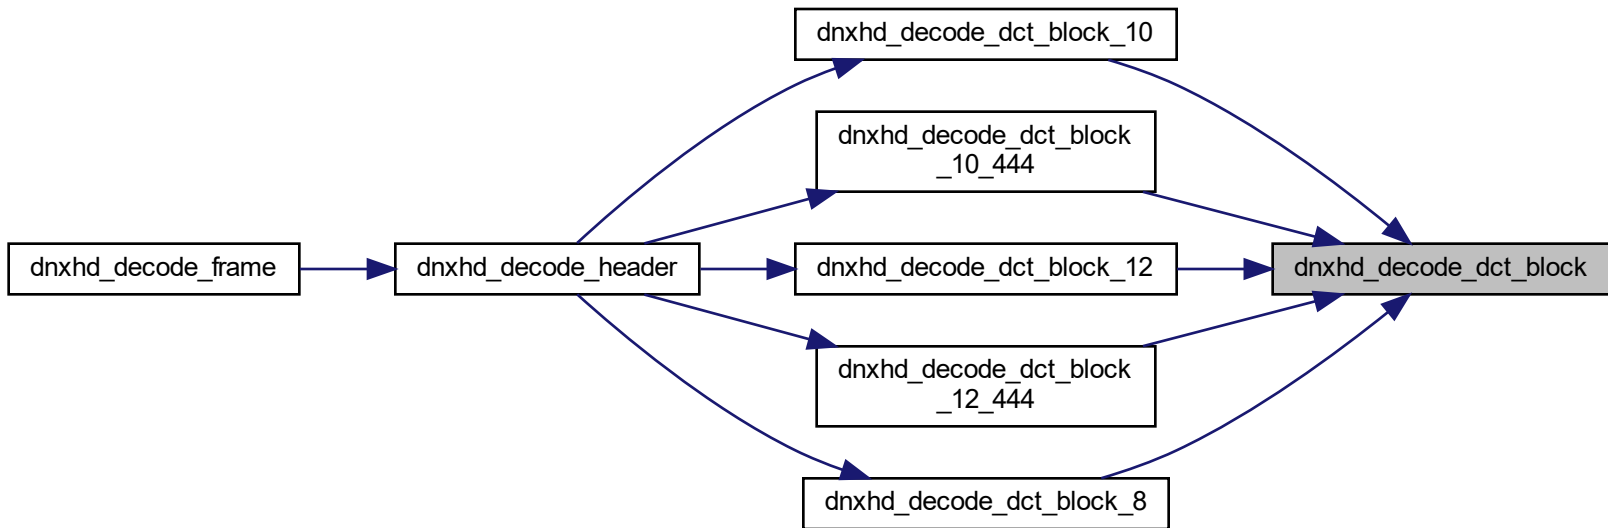 dnxhd_decode_dct_block_10
dnxhd_decode_dct_block
_10_444
dnxhd_decode_frame
dnxhd_decode_header
dnxhd_decode_dct_block_12
dnxhd_decode_dct_block
dnxhd_decode_dct_block
_12_444
dnxhd_decode_dct_block_8